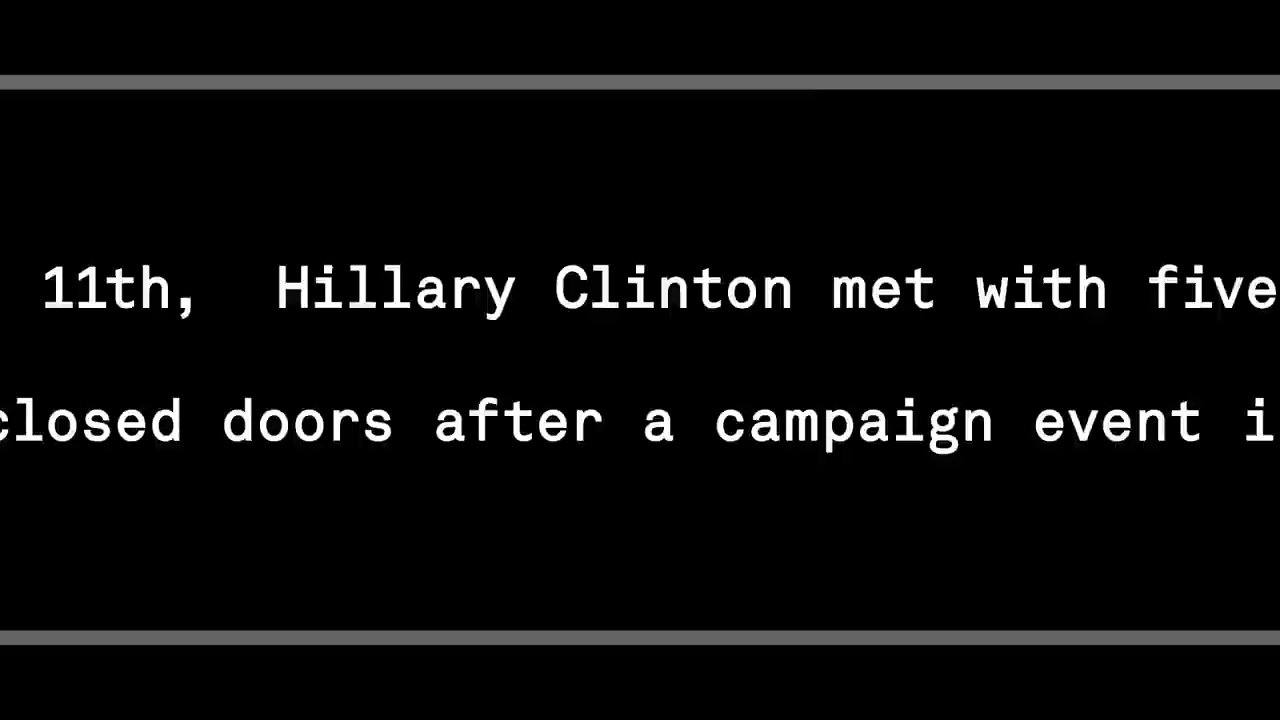 11th, Hillary Clinton met with five
closed doors after a campaign event i